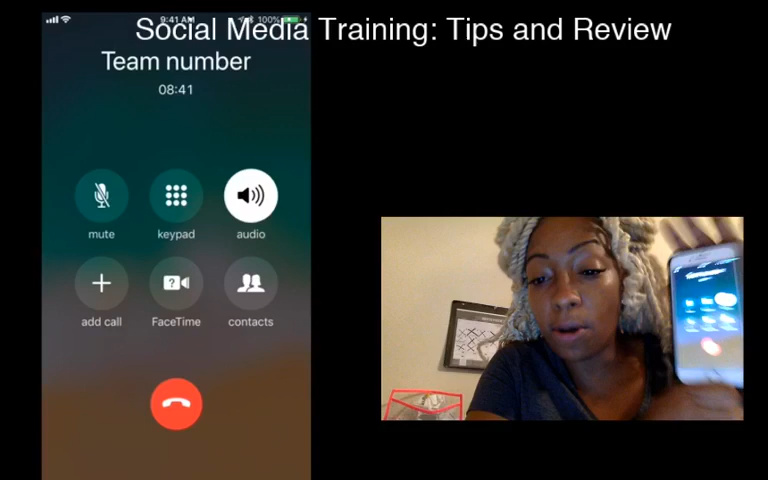 9:41 AM 100%
Social Media Training: Tips and Review
Team number
08:41
mute keypad audio
add call FaceTime contacts